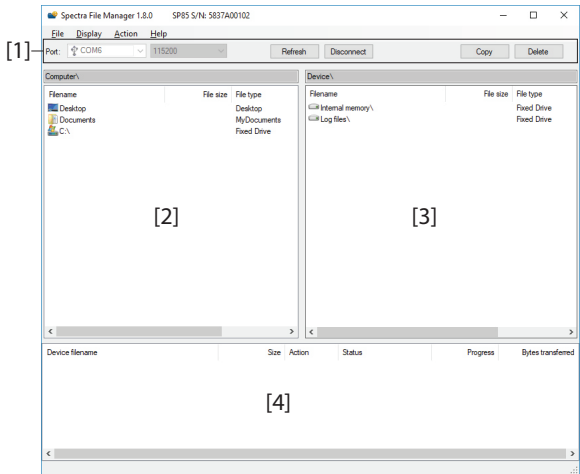 Spectra File Manager 1.8.0 SP85 S/N: 5837A00102
File Display Action Help
[1] Port: COM6 115200 Refresh Disconnect Copy Delete
Computer\ Device\
Filename File size File type Filename File size File type
Desktop Desktop Internal memory\ Fixed Drive
Documents MyDocuments Log files\ Fixed Drive
C:\ Fixed Drive
[2] [3]
Device filename Size Action Status Progress Bytes transferred
[4]